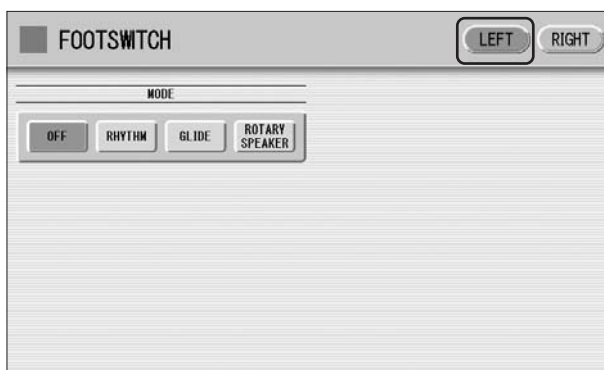 FOOTSWITCH
LEFT
RIGHT
MODE
OFF
RHYTHM
GLIDE
ROTARY
SPEAKER